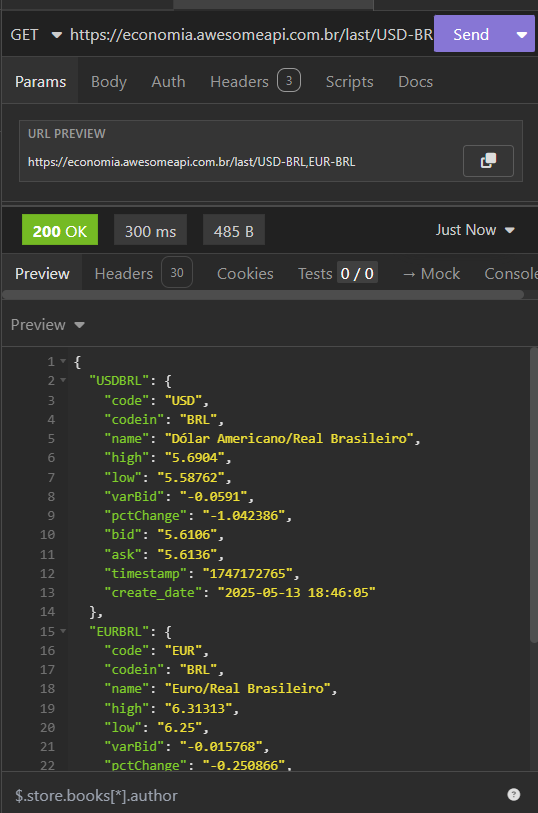 GET https://economia.awesomeapi.com.br/last/USD-BR Send
Params Body Auth Headers 3 Scripts Docs
URL PREVIEW
https://economia.awesomeapi.com.br/last/USD-BRL,EUR-BRL
200 OK 300 ms 485 B Just Now
Preview Headers 30 Cookies Tests 0 / 0 → Mock Console
Preview
1 {
2 "USDBRL": {
3 "code": "USD",
4 "codein": "BRL",
5 "name": "Dólar Americano/Real Brasileiro",
6 "high": "5.6904",
7 "low": "5.58762",
8 "varBid": "-0.0591",
9 "pctChange": "-1.042386",
10 "bid": "5.6106",
11 "ask": "5.6136",
12 "timestamp": "1747172765",
13 "create_date": "2025-05-13 18:46:05"
14 },
15 "EURBRL": {
16 "code": "EUR",
17 "codein": "BRL",
18 "name": "Euro/Real Brasileiro",
19 "high": "6.31313",
20 "low": "6.25",
21 "varBid": "-0.015768",
22 "pctChange": "-0.250866",
$.store.books[*].author ?